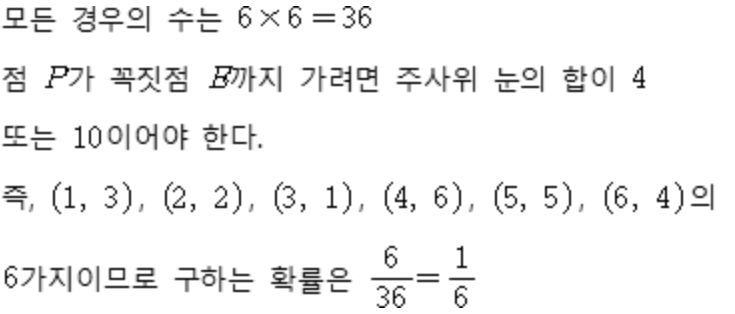 모든 경우의 수는 6×6=36
점 P가 꼭짓점 E까지 가려면 주사위 눈의 합이 4
또는 10이어야 한다.
즉, (1, 3), (2, 2), (3, 1), (4, 6), (5, 5), (6, 4)의
6가지이므로 구하는 확률은 6/36=1/6